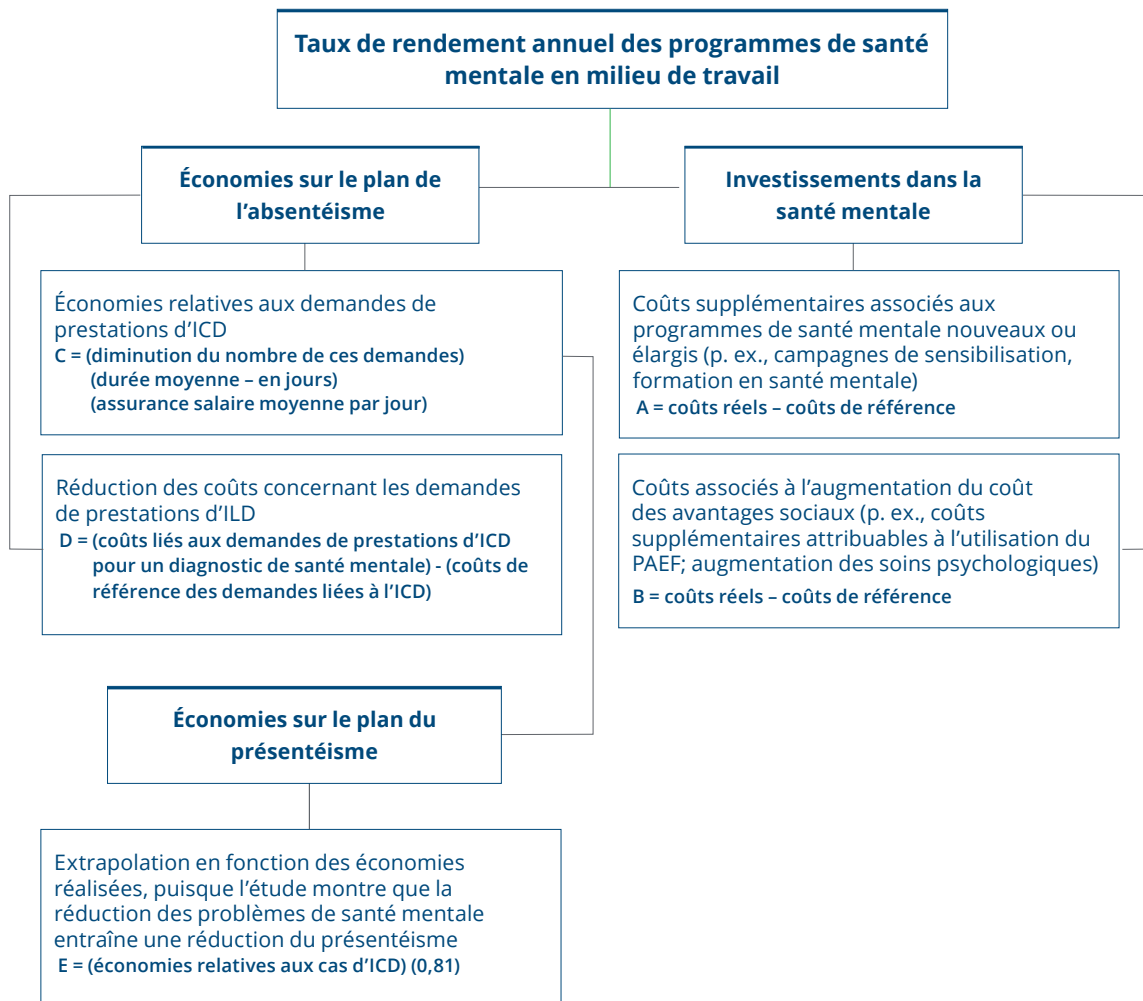 Taux de rendement annuel des programmes de santé
mentale en milieu de travail
Économies sur le plan de
l'absentéisme
Économies relatives aux demandes de
prestations d'ICD
C = (diminution du nombre de ces demandes)
(durée moyenne – en jours)
(assurance salaire moyenne par jour)
Réduction des coûts concernant les demandes
de prestations d'ILD
D = (coûts liés aux demandes de prestations d'ICD
pour un diagnostic de santé mentale) - (coûts de
référence des demandes liées à l'ICD)
Économies sur le plan du
présentéisme
Extrapolation en fonction des économies
réalisées, puisque l'étude montre que la
réduction des problèmes de santé mentale
entraîne une réduction du présentéisme
E = (économies relatives aux cas d'ICD) (0,81)
Investissements dans la
santé mentale
Coûts supplémentaires associés aux
programmes de santé mentale nouveaux ou
élargis (p. ex., campagnes de sensibilisation,
formation en santé mentale)
A = coûts réels – coûts de référence
Coûts associés à l'augmentation du coût
des avantages sociaux (p. ex., coûts
supplémentaires attribuables à l'utilisation du
PAEF; augmentation des soins psychologiques)
B = coûts réels – coûts de référence